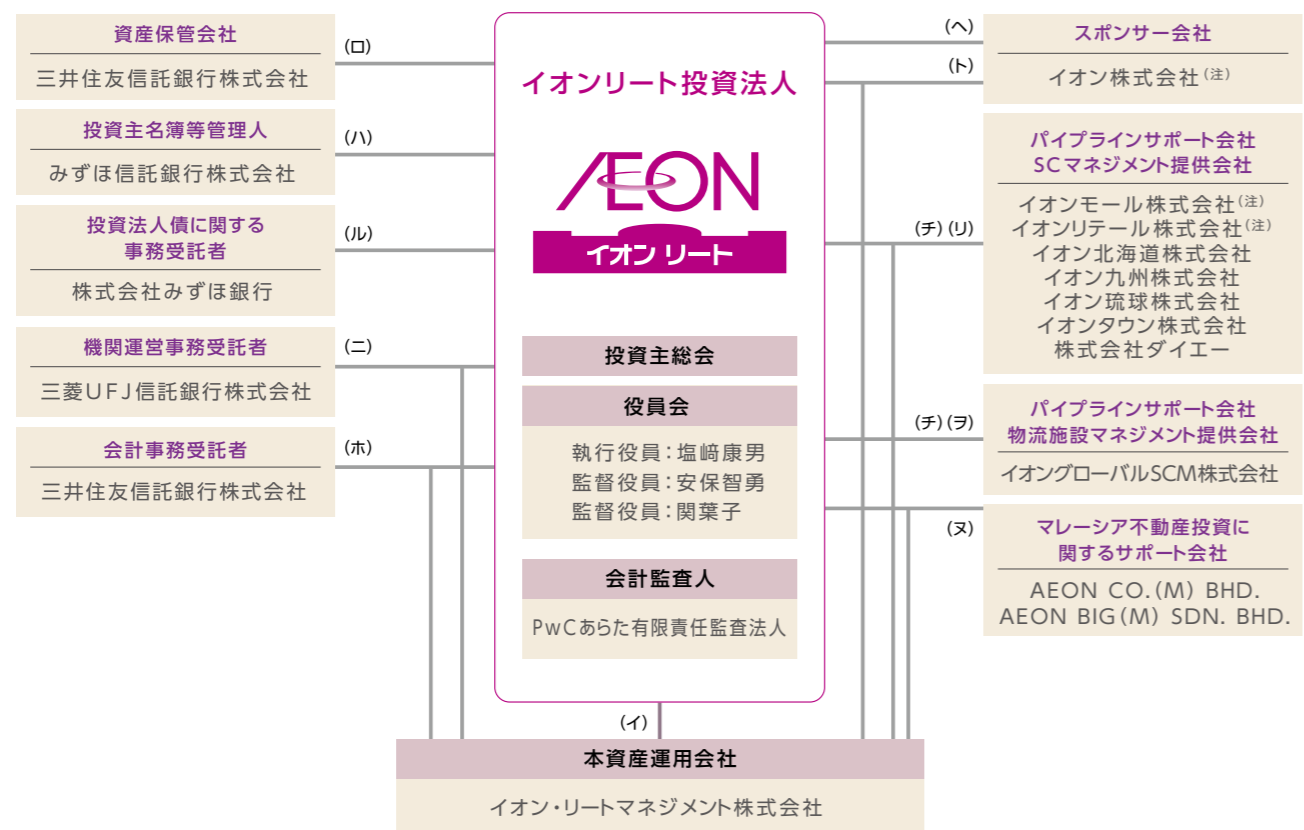 資産保管会社
三井住友信託銀行株式会社
(ロ)
投資主名簿等管理人
みずほ信託銀行株式会社
(ハ)
投資法人債に関する
事務受託者
株式会社みずほ銀行
(ル)
機関運営事務受託者
三菱UFJ信託銀行株式会社
(ニ)
会計事務受託者
三井住友信託銀行株式会社
(ホ)
イオンリート投資法人
ÆON
イオン リート
投資主総会
役員会
執行役員：塩﨑康男
監督役員：安保智勇
監督役員：関葉子
会計監査人
PwCあらた有限責任監査法人
(イ)
本資産運用会社
イオン・リートマネジメント株式会社
(ヘ)
(ト)
スポンサー会社
イオン株式会社(注)
(チ)(リ)
パイプラインサポート会社
SCマネジメント提供会社
イオンモール株式会社(注)
イオンリテール株式会社(注)
イオン北海道株式会社
イオン九州株式会社
イオン琉球株式会社
イオンタウン株式会社
株式会社ダイエー
(チ)(ヲ)
パイプラインサポート会社
物流施設マネジメント提供会社
イオングローバルSCM株式会社
(ヌ)
マレーシア不動産投資に
関するサポート会社
AEON CO.(M) BHD.
AEON BIG(M) SDN. BHD.